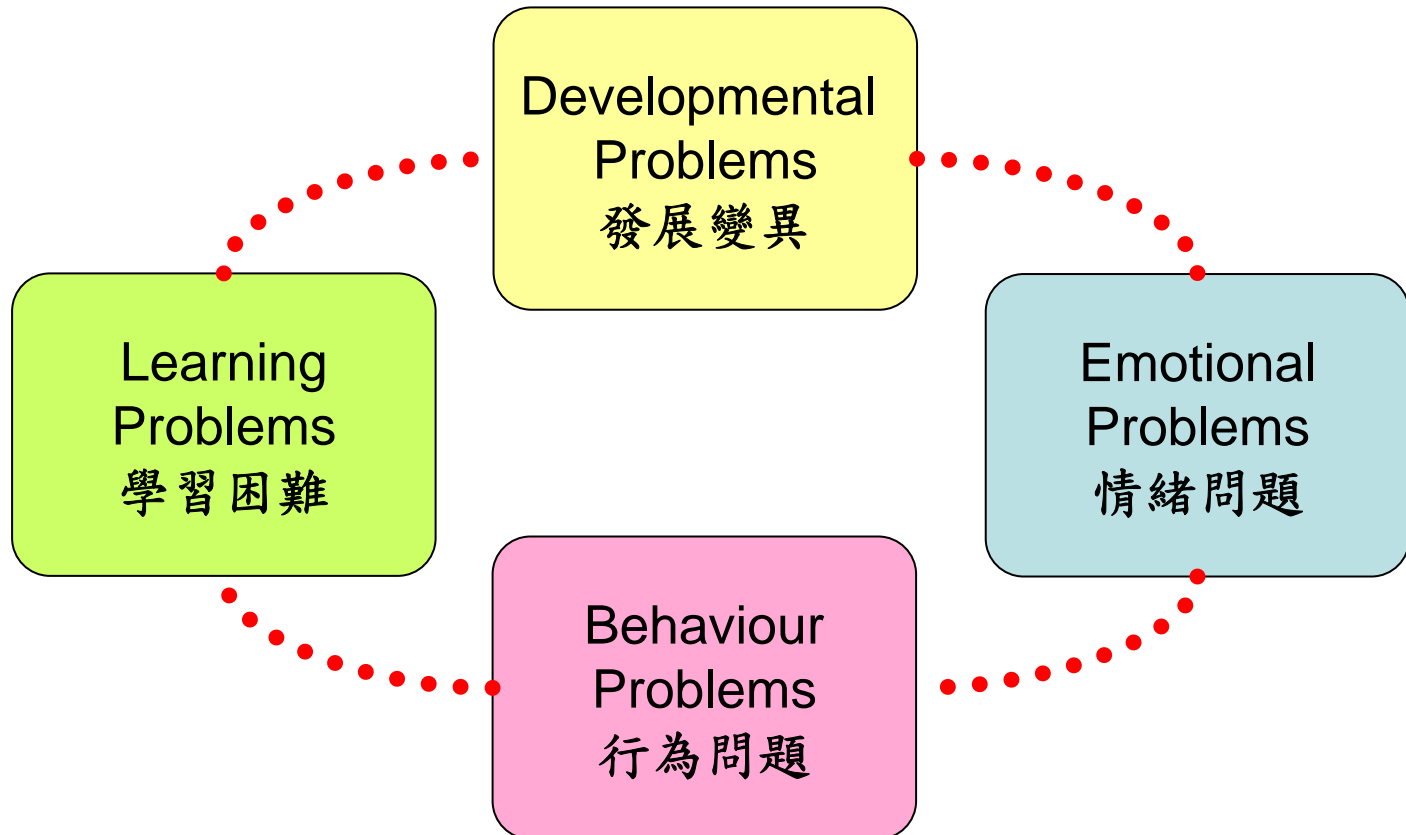 Developmental
Problems
發展變異
Learning
Problems
學習困難
Emotional
Problems
情緒問題
Behaviour
Problems
行為問題